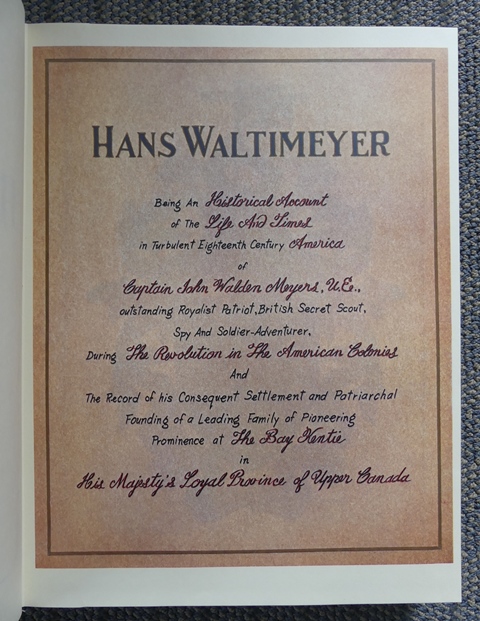 HANS WALTIMEYER
Being An Historical Account
of The Life And Times
in Turbulent Eighteenth Century America
of
Captain John Walden Meyers, U.E.,
outstanding Royalist Patriot, British Secret Scout,
Spy And Soldier-Adventurer,
During The Revolution in The American Colonies
And
The Record of his Consequent Settlement and Patriarchal
Founding of a Leading Family of Pioneering
Prominence at The Bay Kentie
in
His Majesty's Loyal Province of Upper Canada